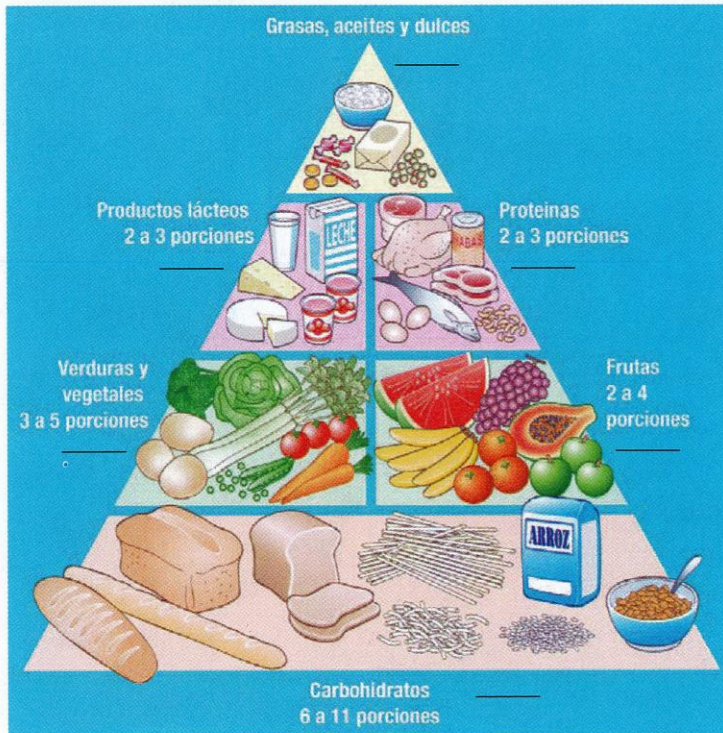 Grasas, aceites y dulces
Productos lácteos
2 a 3 porciones
LECHE
Proteinas
2 a 3 porciones
HABAS
Verduras y
vegetales
3 a 5 porciones
Frutas
2 a 4
porciones
ARROZ
Carbohidratos
6 a 11 porciones